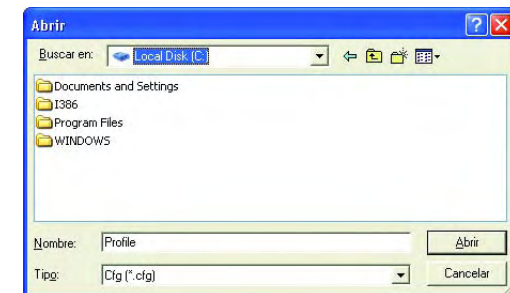 Abrir
Buscar en: Local Disk (C:)
Documents and Settings
I386
Program Files
WINDOWS
Nombre: Profile Abrir
Tipo: Cfg (*.cfg) Cancelar